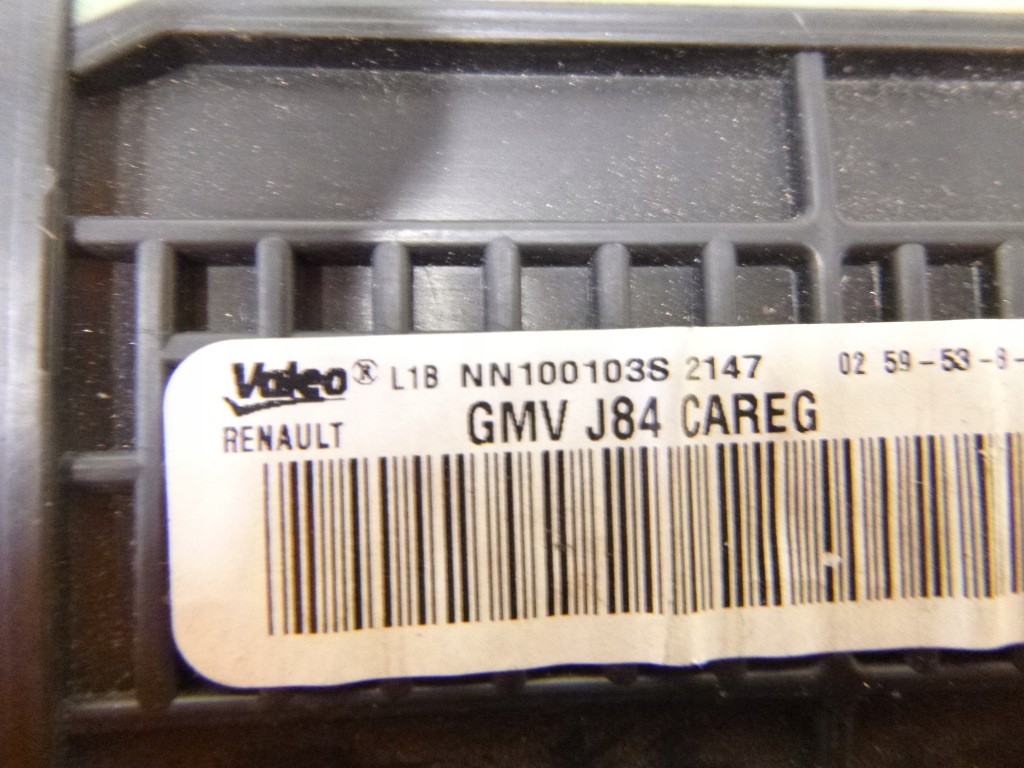 Valeo® L1B NN100103S 2147 02 59-53-8-
RENAULT GMV J84 CAREG